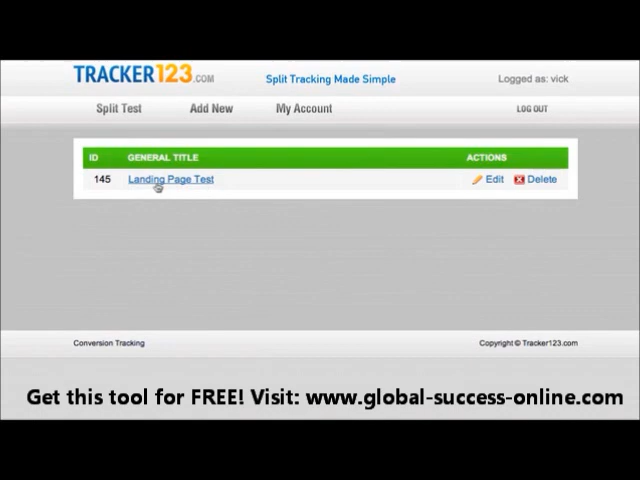 TRACKER123.COM Split Tracking Made Simple Logged as: vick
Split Test Add New My Account LOG OUT
ID GENERAL TITLE ACTIONS
145 Landing Page Test Edit Delete
Conversion Tracking Copyright © Tracker123.com
Get this tool for FREE! Visit: www.global-success-online.com